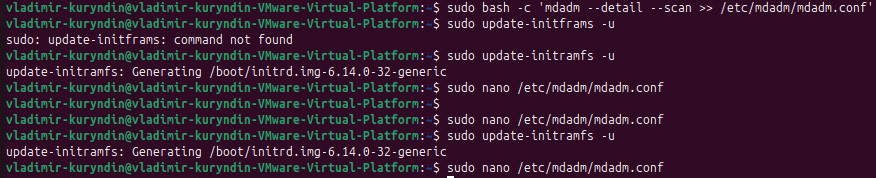 vladimir-kuryndin@vladimir-kuryndin-VMware-Virtual-Platform:~$ sudo bash -c 'mdadm --detail --scan >> /etc/mdadm/mdadm.conf'
vladimir-kuryndin@vladimir-kuryndin-VMware-Virtual-Platform:~$ sudo update-initframs -u
sudo: update-initframs: command not found
vladimir-kuryndin@vladimir-kuryndin-VMware-Virtual-Platform:~$ sudo update-initramfs -u
update-initramfs: Generating /boot/initrd.img-6.14.0-32-generic
vladimir-kuryndin@vladimir-kuryndin-VMware-Virtual-Platform:~$ sudo nano /etc/mdadm/mdadm.conf
vladimir-kuryndin@vladimir-kuryndin-VMware-Virtual-Platform:~$
vladimir-kuryndin@vladimir-kuryndin-VMware-Virtual-Platform:~$ sudo nano /etc/mdadm/mdadm.conf
vladimir-kuryndin@vladimir-kuryndin-VMware-Virtual-Platform:~$ sudo update-initramfs -u
update-initramfs: Generating /boot/initrd.img-6.14.0-32-generic
vladimir-kuryndin@vladimir-kuryndin-VMware-Virtual-Platform:~$ sudo nano /etc/mdadm/mdadm.conf